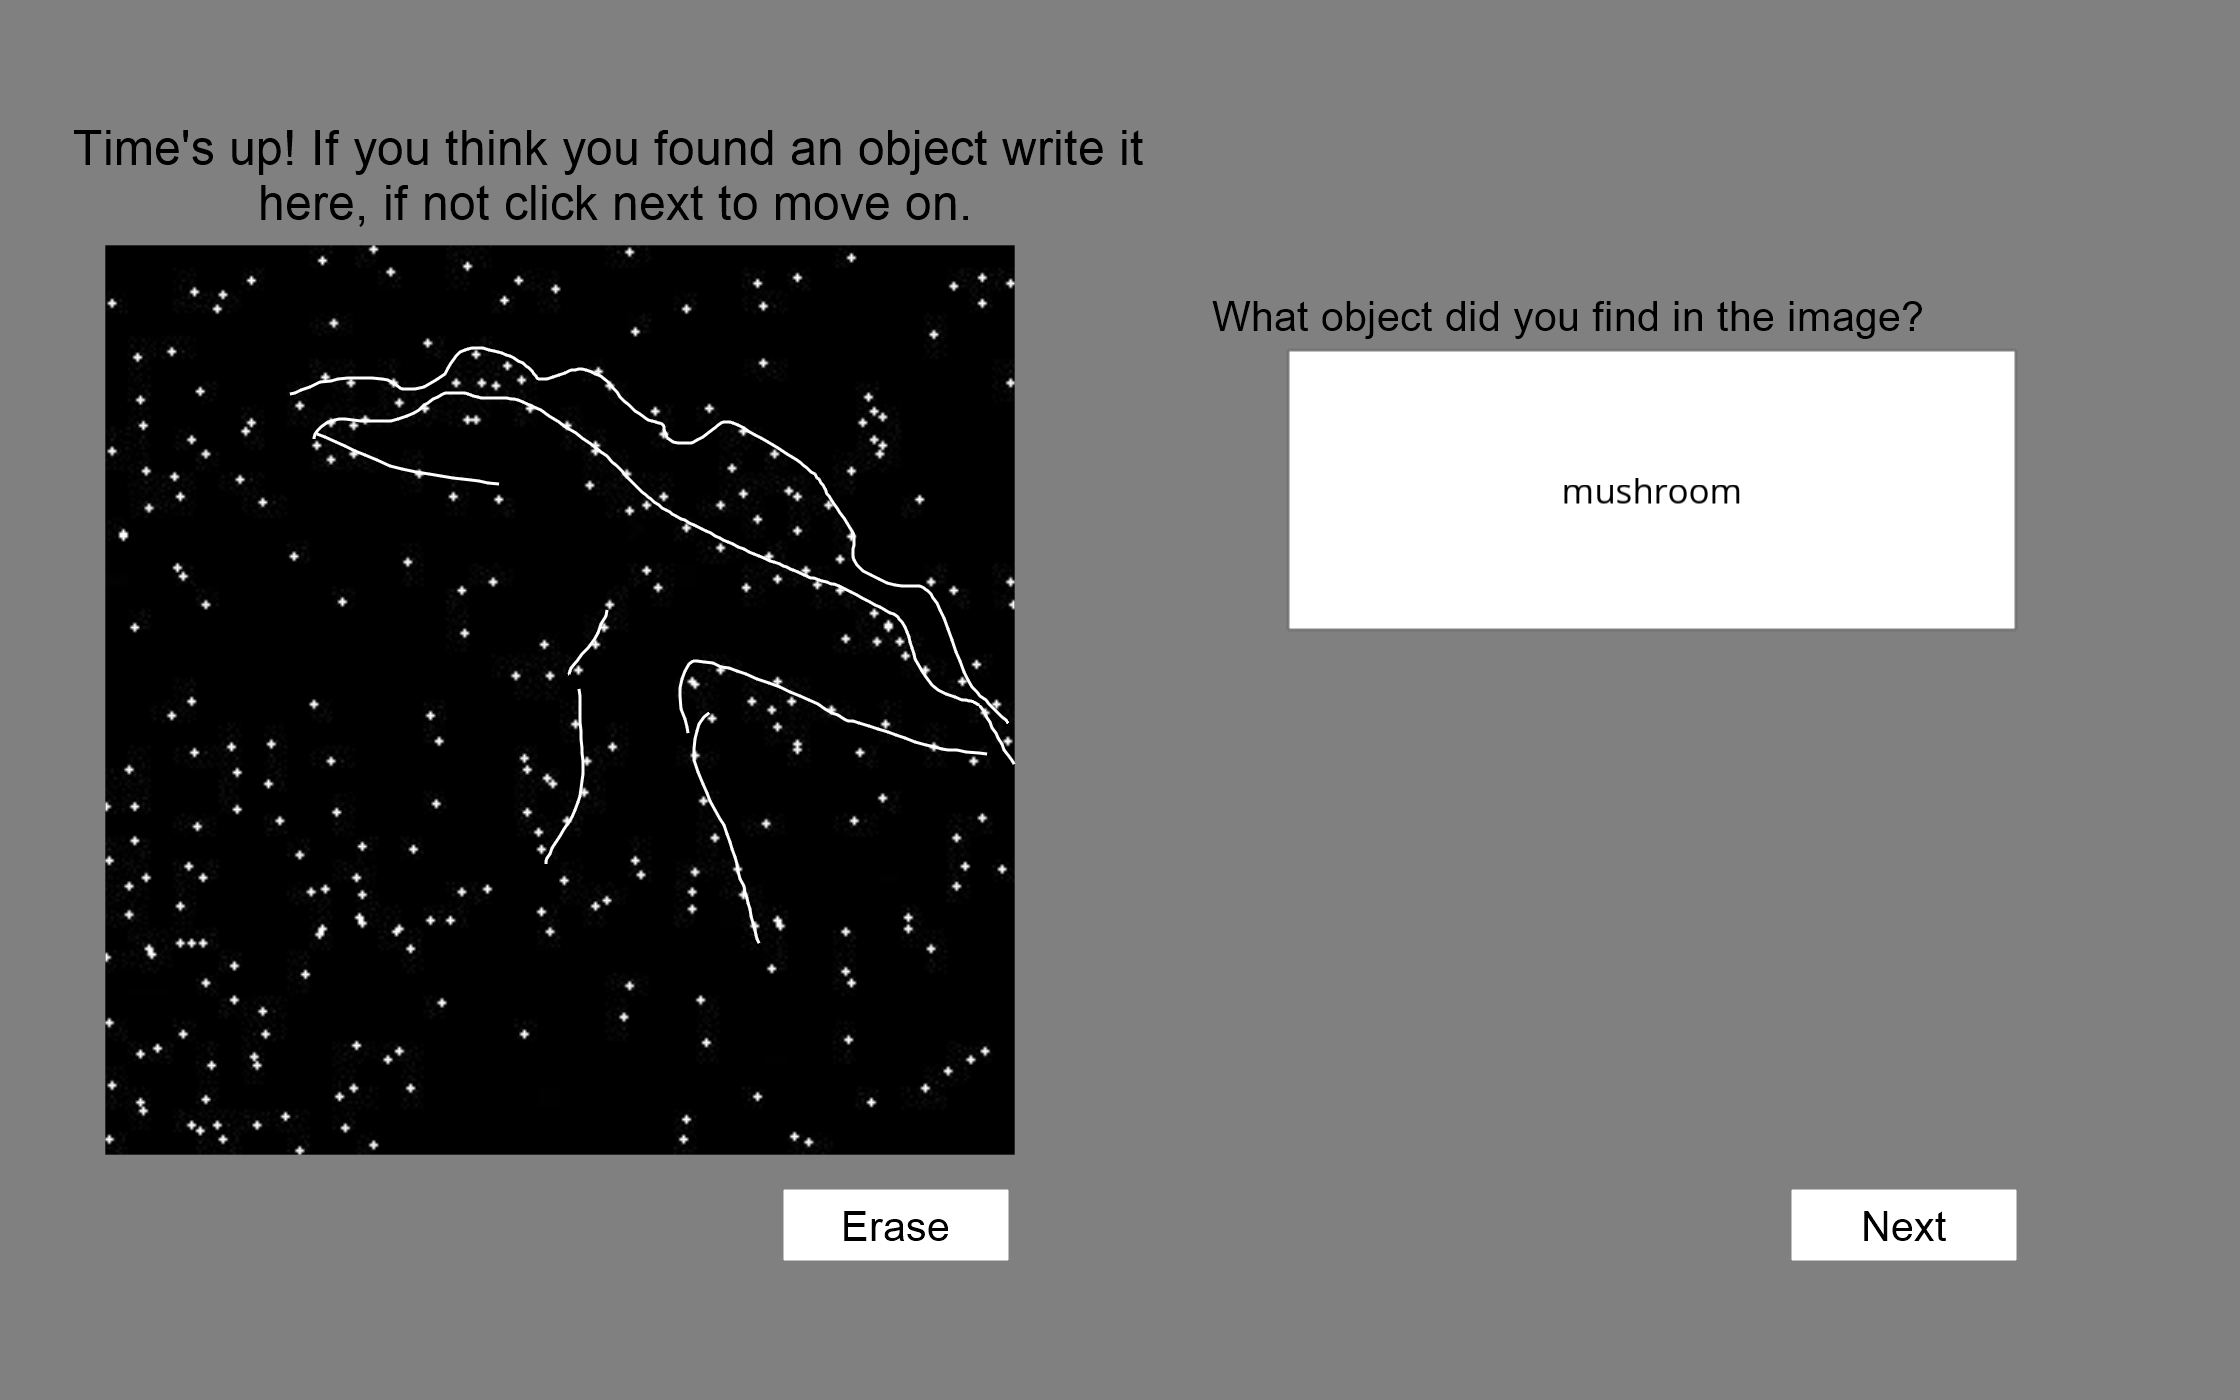 Time's up! If you think you found an object write it
here, if not click next to move on.
What object did you find in the image?
mushroom
Erase
Next